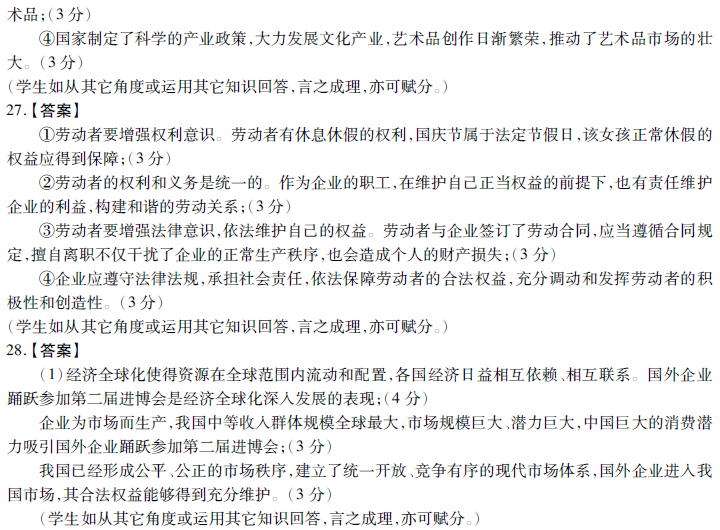 术品;(3 分)
④国家制定了科学的产业政策,大力发展文化产业,艺术品创作日渐繁荣,推动了艺术品市场的壮
大。(3 分)
(学生如从其它角度或运用其它知识回答,言之成理,亦可赋分。)
27.【答案】
①劳动者要增强权利意识。劳动者有休息休假的权利,国庆节属于法定节假日,该女孩正常休假的
权益应得到保障;(3 分)
②劳动者的权利和义务是统一的。作为企业的职工,在维护自己正当权益的前提下,也有责任维护
企业的利益,构建和谐的劳动关系;(3 分)
③劳动者要增强法律意识,依法维护自己的权益。劳动者与企业签订了劳动合同,应当遵循合同规
定,擅自离职不仅干扰了企业的正常生产秩序,也会造成个人的财产损失;(3 分)
④企业应遵守法律法规,承担社会责任,依法保障劳动者的合法权益,充分调动和发挥劳动者的积
极性和创造性。(3 分)
(学生如从其它角度或运用其它知识回答,言之成理,亦可赋分。)
28.【答案】
(1)经济全球化使得资源在全球范围内流动和配置,各国经济日益相互依赖、相互联系。国外企业
踊跃参加第二届进博会是经济全球化深入发展的表现;(4 分)
企业为市场而生产,我国中等收入群体规模全球最大,市场规模巨大、潜力巨大,中国巨大的消费潜
力吸引国外企业踊跃参加第二届进博会;(3 分)
我国已经形成公平、公正的市场秩序,建立了统一开放、竞争有序的现代市场体系,国外企业进入我
国市场,其合法权益能够得到充分维护。(3 分)
(学生如从其它角度或运用其它知识回答,言之成理,亦可赋分。)